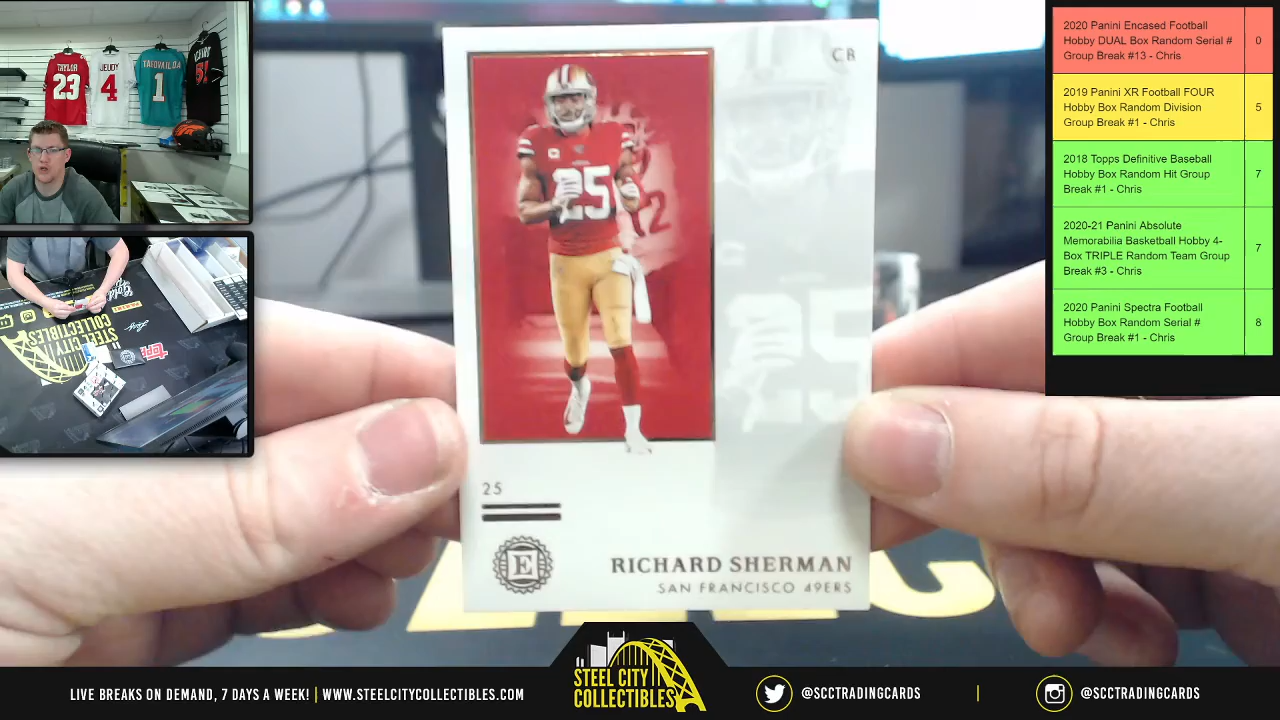 TAYLOR
23
JEUDY
4
TAGOVAILOA
1
51
STEEL CITY
COLLECTIBLES
CB
25
25
RICHARD SHERMAN
SAN FRANCISCO 49ERS
E
2020 Panini Encased Football
Hobby DUAL Box Random Serial #
Group Break #13 - Chris
0
2019 Panini XR Football FOUR
Hobby Box Random Division
Group Break #1 - Chris
5
2018 Topps Definitive Baseball
Hobby Box Random Hit Group
Break #1 - Chris
7
2020-21 Panini Absolute
Memorabilia Basketball Hobby 4-
Box TRIPLE Random Team Group
Break #3 - Chris
7
2020 Panini Spectra Football
Hobby Box Random Serial #
Group Break #1 - Chris
8
LIVE BREAKS ON DEMAND, 7 DAYS A WEEK! | WWW.STEELCITYCOLLECTIBLES.COM
STEEL CITY
COLLECTIBLES
@SCCTRADINGCARDS
@SCCTRADINGCARDS